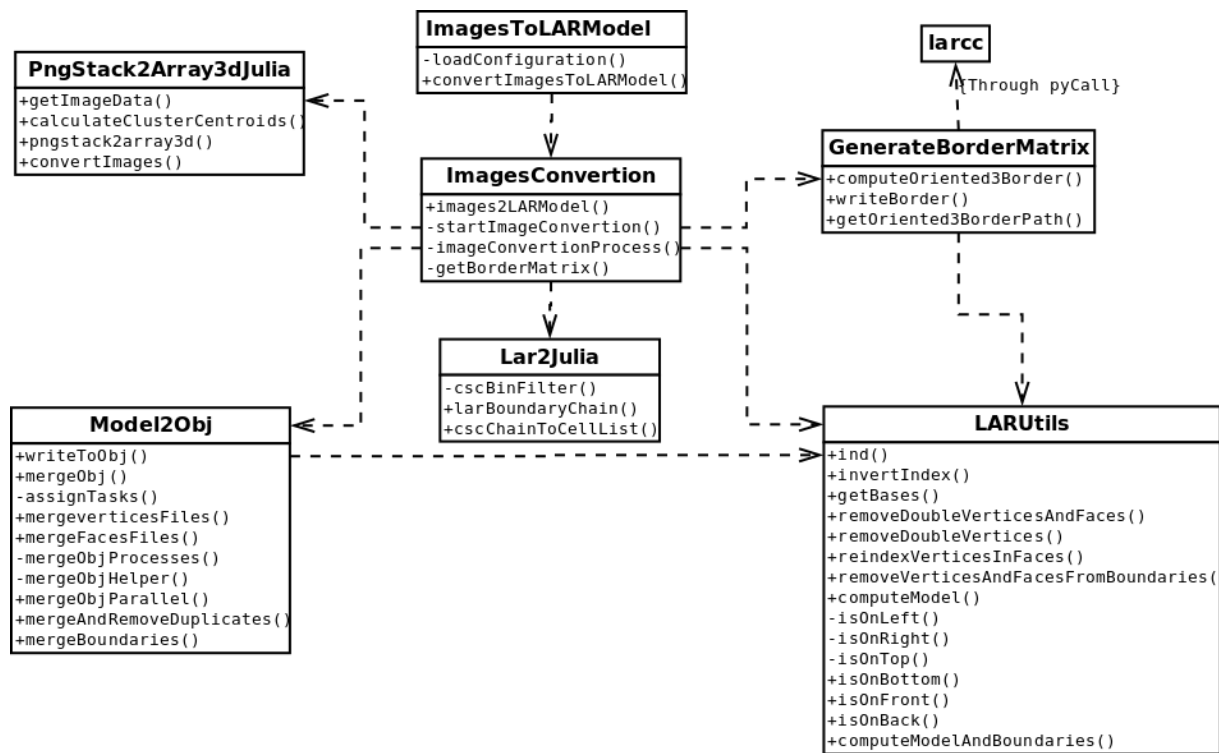 ImagesToLARModel
-loadConfiguration()
+convertImagesToLARModel()
larcc
{Through pyCall}
PngStack2Array3dJulia
+getImageData()
+calculateClusterCentroids()
+pngstack2array3d()
+convertImages()
ImagesConvertion
+images2LARModel()
-startImageConvertion()
-imageConvertionProcess()
-getBorderMatrix()
GenerateBorderMatrix
+computeOriented3Border()
+writeBorder()
+getOriented3BorderPath()
Lar2Julia
-cscBinFilter()
+larBoundaryChain()
+cscChainToCellList()
Model2Obj
+writeToObj()
+mergeObj()
-assignTasks()
+mergeverticesFiles()
+mergeFacesFiles()
-mergeObjProcesses()
-mergeObjHelper()
+mergeObjParallel()
+mergeAndRemoveDuplicates()
+mergeBoundaries()
LARUtils
+ind()
+invertIndex()
+getBases()
+removeDoubleVerticesAndFaces()
+removeDoubleVertices()
+reindexVerticesInFaces()
+removeVerticesAndFacesFromBoundaries()
+computeModel()
-isOnLeft()
-isOnRight()
-isOnTop()
+isOnBottom()
+isOnFront()
+isOnBack()
+computeModelAndBoundaries()